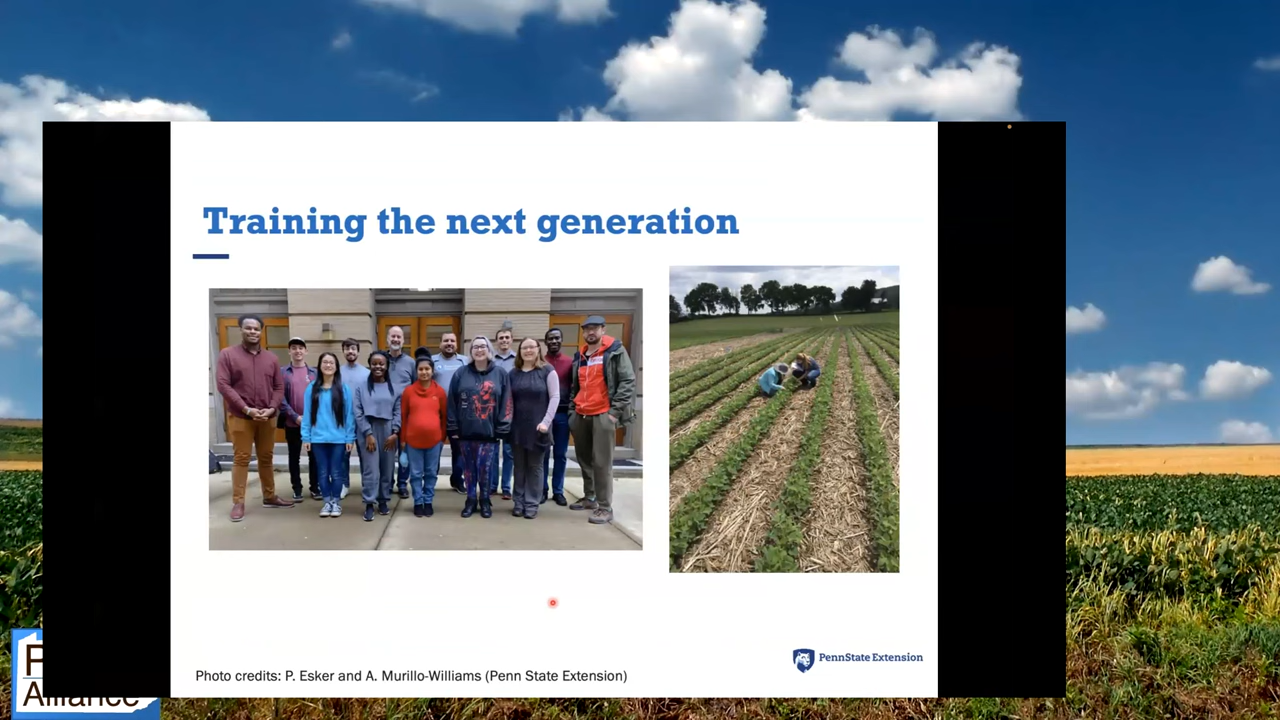 Training the next generation
PennState Extension
Photo credits: P. Esker and A. Murillo-Williams (Penn State Extension)
P
Alliance